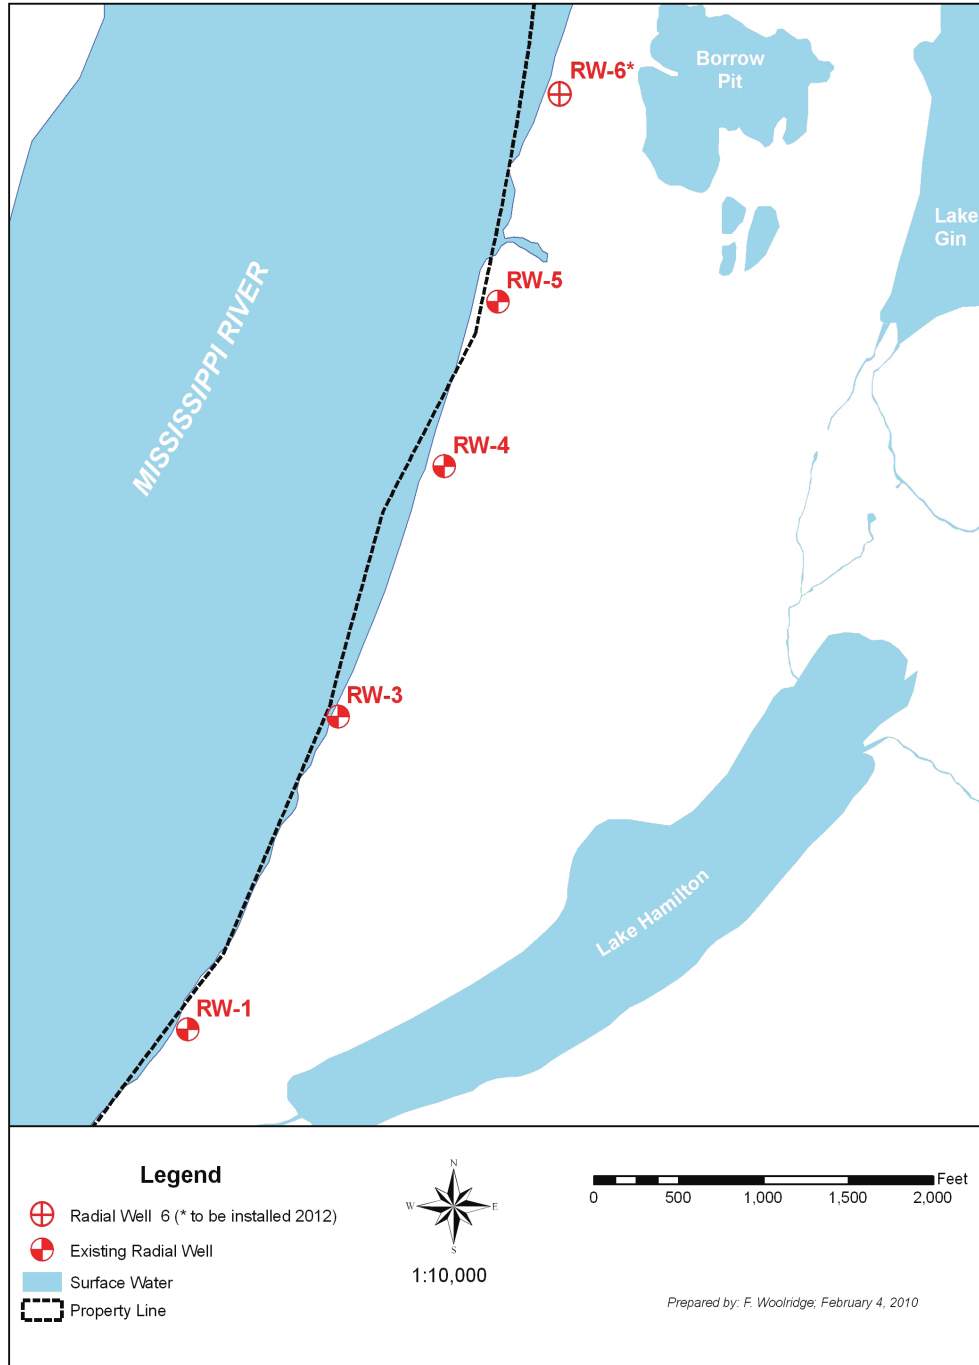 RW-6*
Borrow
Pit
Lake
Gin
RW-5
MISSISSIPPI RIVER
RW-4
RW-3
Lake Hamilton
RW-1
Legend
Radial Well 6 (* to be installed 2012)
Existing Radial Well
Surface Water
Property Line
N
W E
S
1:10,000
Feet
0 500 1,000 1,500 2,000
Prepared by: F. Woolridge; February 4, 2010